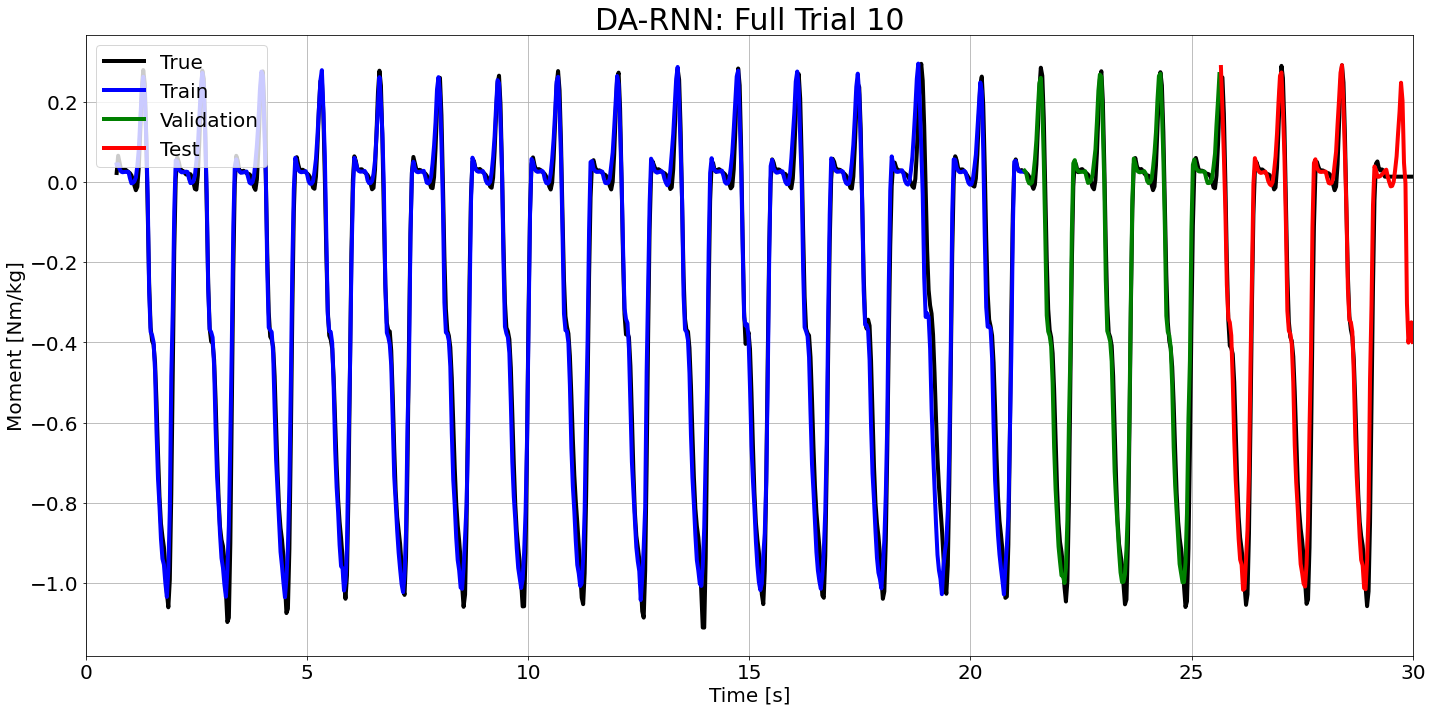 DA-RNN: Full Trial 10
True
Train
Validation
Test
0.2
0.0
−0.2
−0.4
−0.6
−0.8
−1.0
Moment [Nm/kg]
0 5 10 15 20 25 30
Time [s]